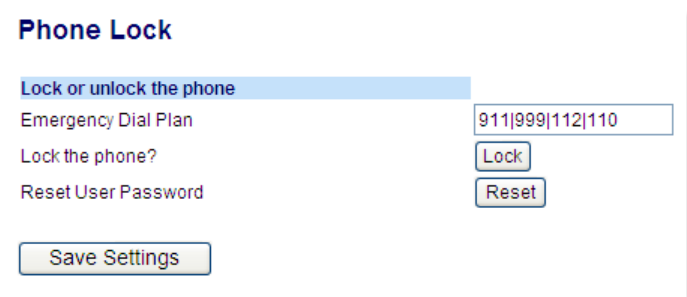 Phone Lock
Lock or unlock the phone
Emergency Dial Plan 911|999|112|110
Lock the phone? Lock
Reset User Password Reset
Save Settings